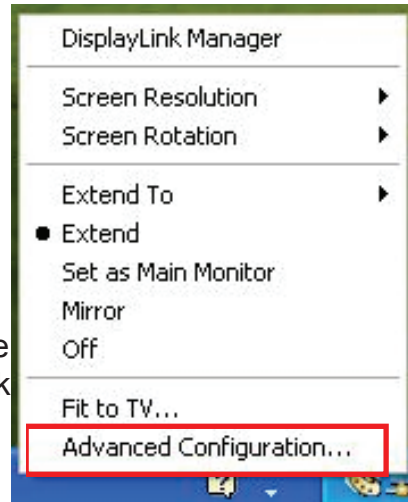 DisplayLink Manager
Screen Resolution
Screen Rotation
Extend To
Extend
Set as Main Monitor
Mirror
Off
Fit to TV...
Advanced Configuration...